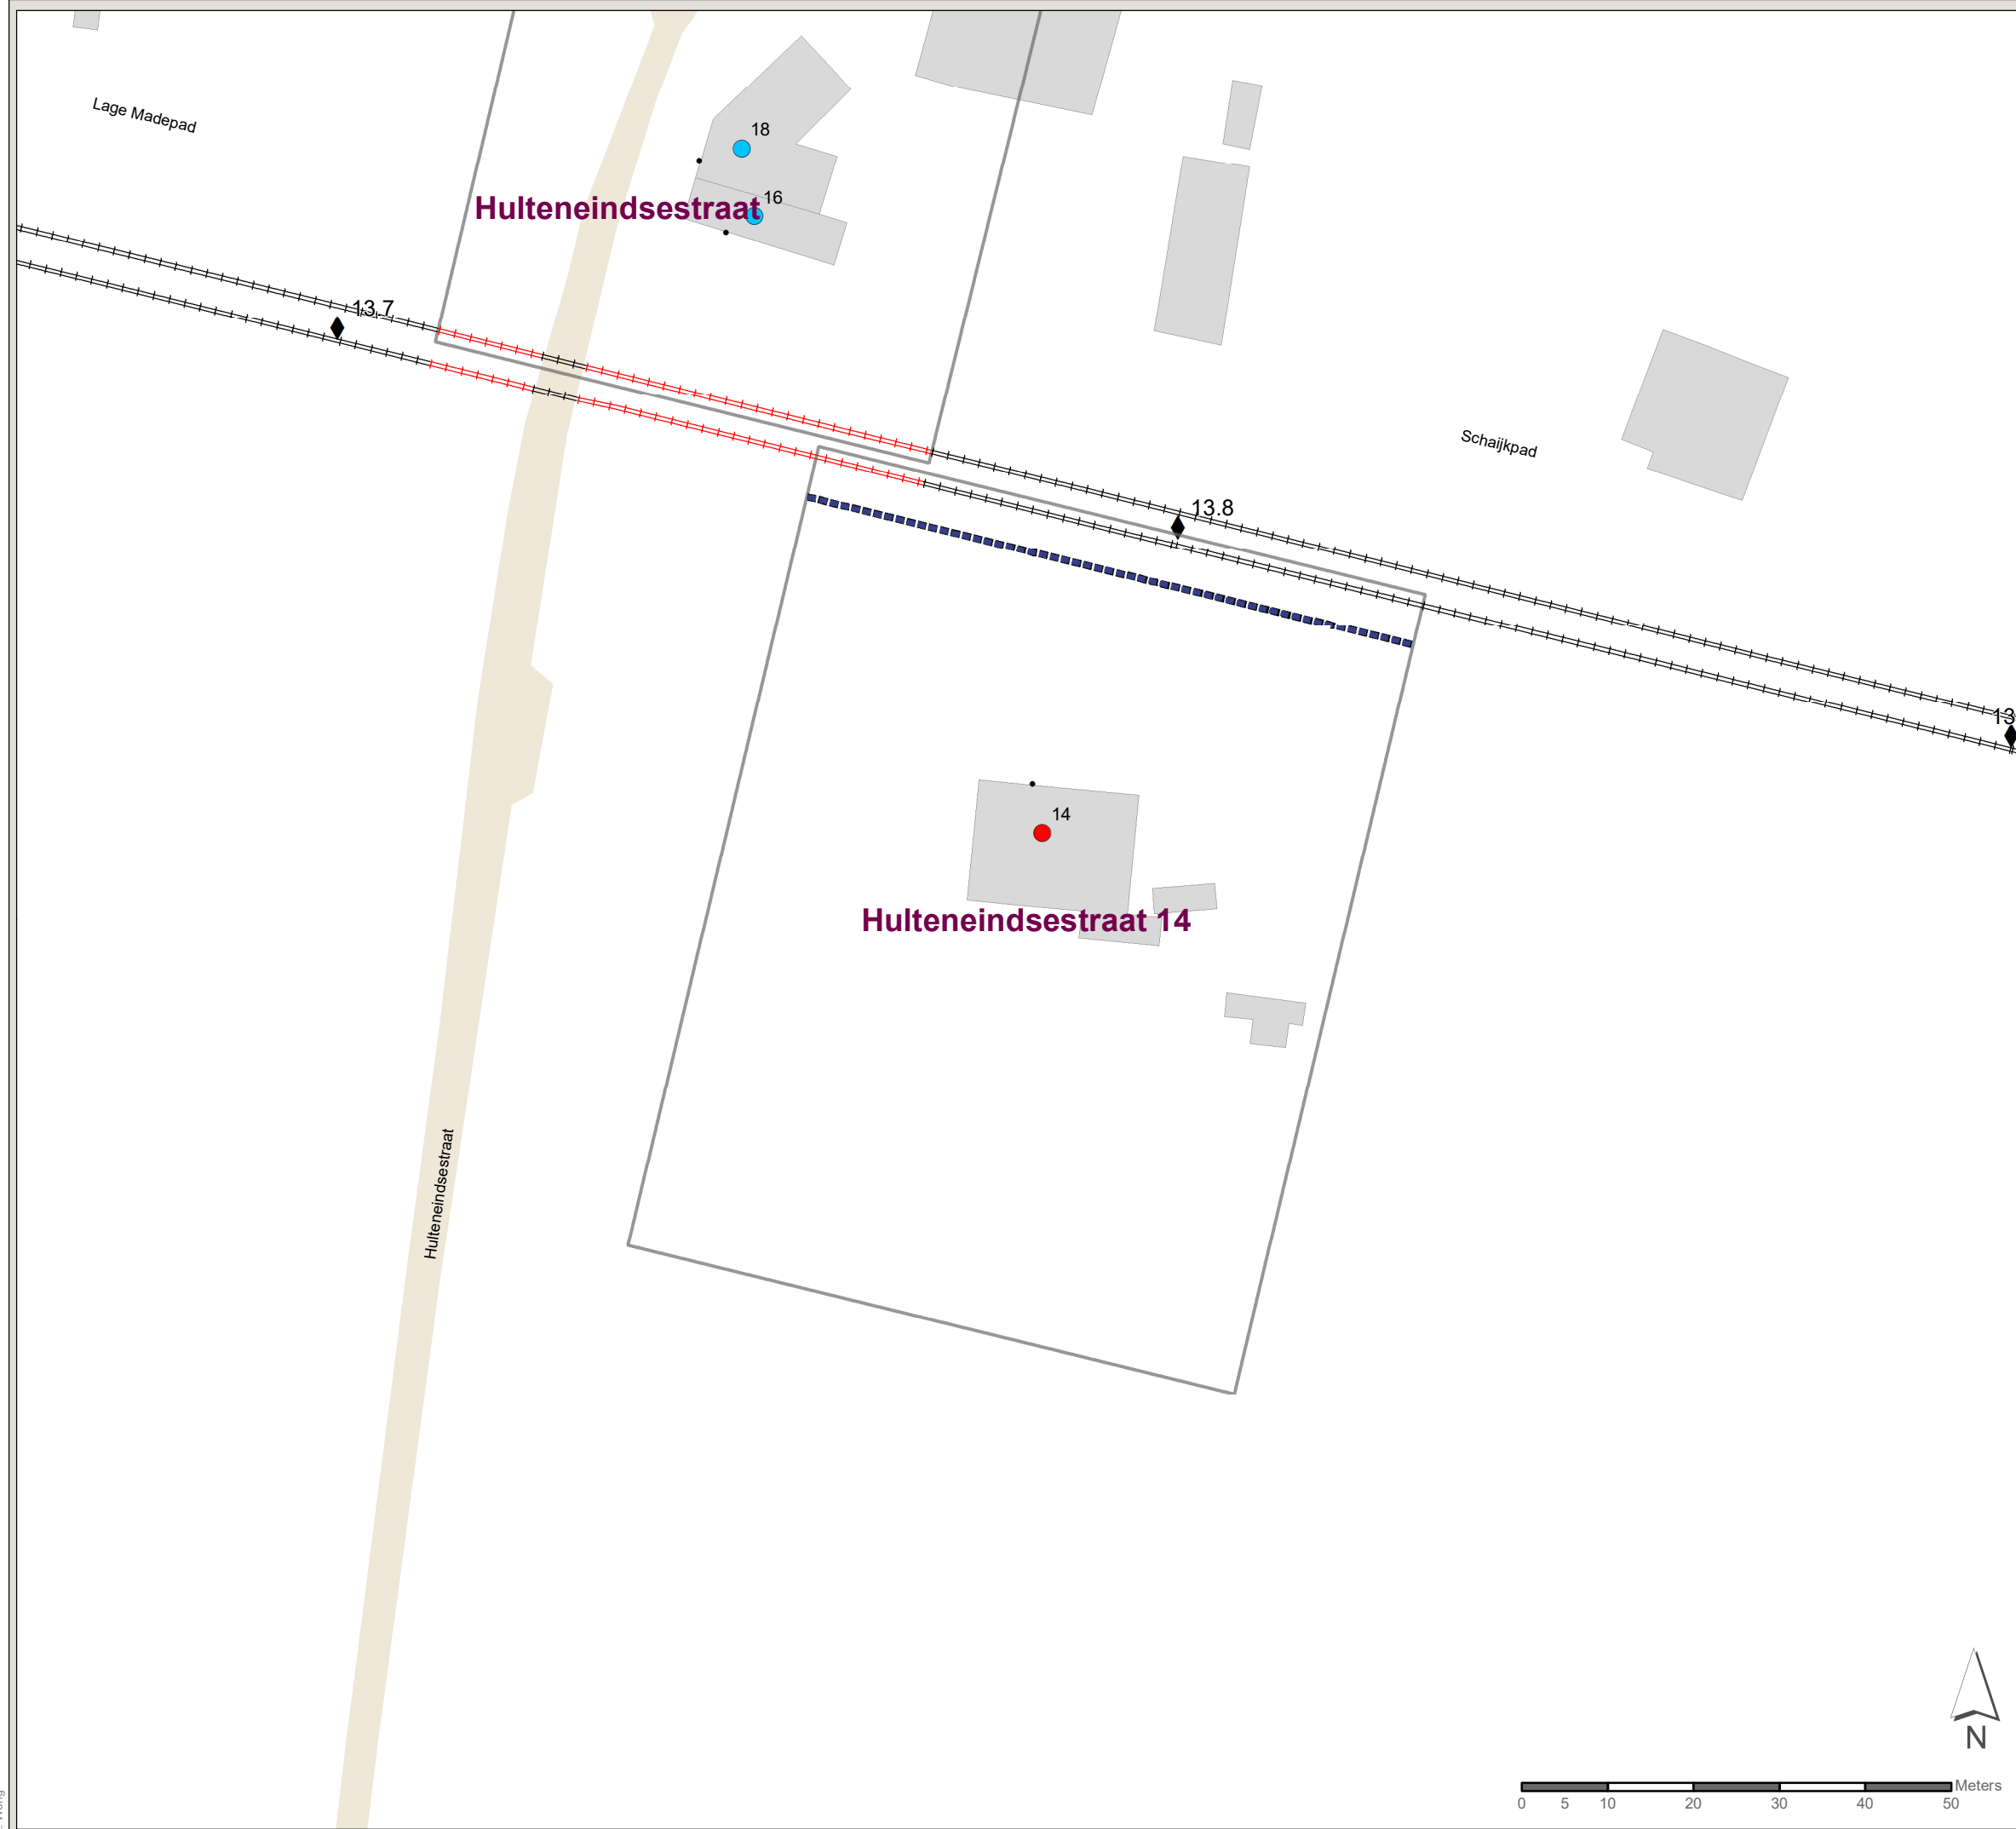 Lage Madepad
18
16
Hulteneindsestraat
13.7
Schaijkpad
13.8
13
14
Hulteneindsestraat 14
Hulteneindsestraat
N
Meters
0 5 10 20 30 40 50